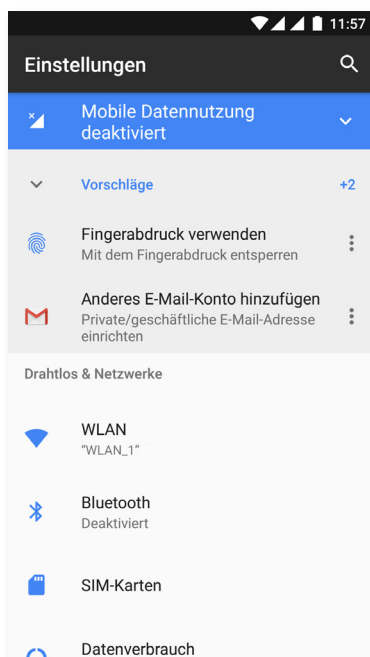 11:57
Einstellungen
Mobile Datennutzung
deaktiviert
Vorschläge
+2
Fingerabdruck verwenden
Mit dem Fingerabdruck entsperren
Anderes E-Mail-Konto hinzufügen
Private/geschäftliche E-Mail-Adresse
einrichten
Drahtlos & Netzwerke
WLAN
"WLAN_1"
Bluetooth
Deaktiviert
SIM-Karten
Datenverbrauch